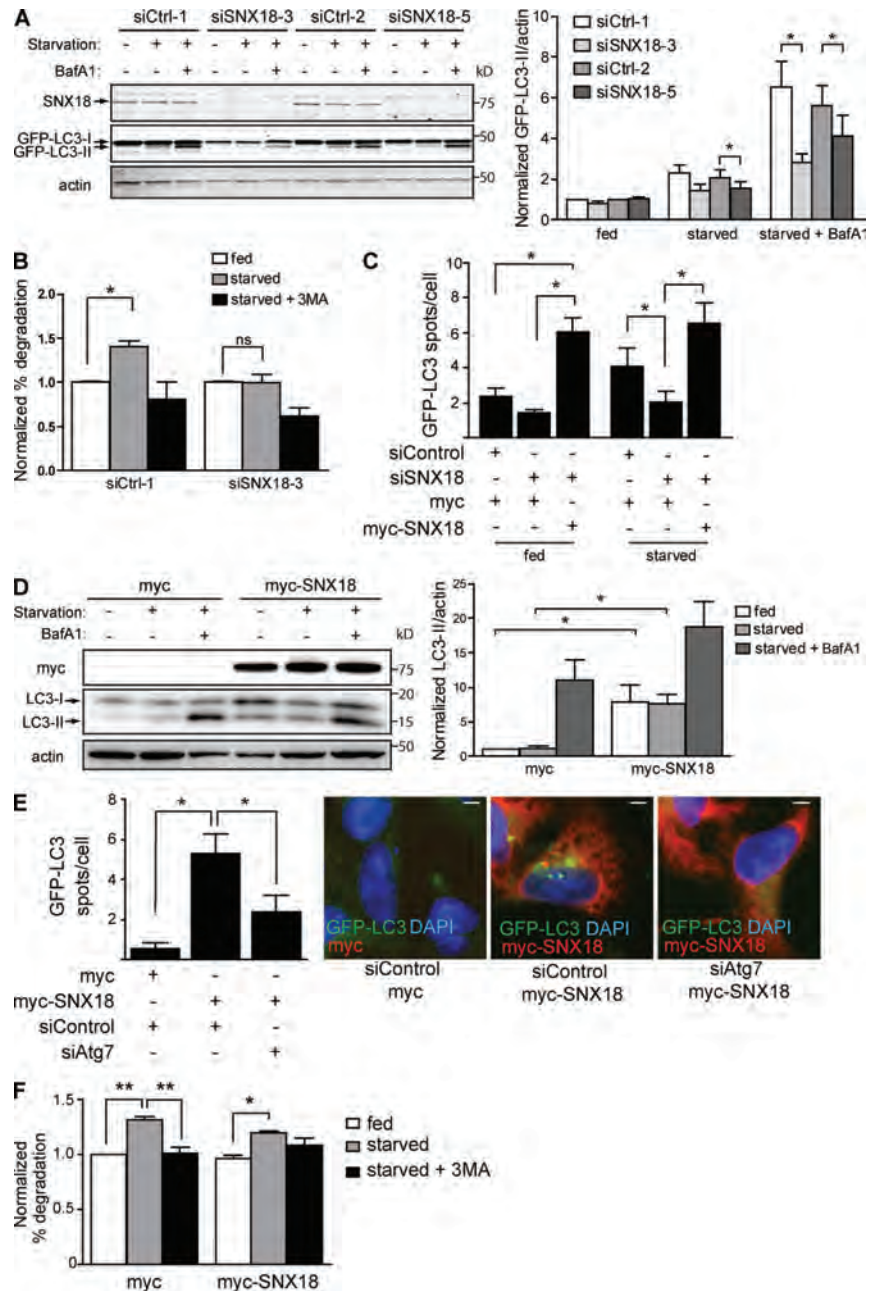 A
siCtrl-1 siSNX18-3 siCtrl-2 siSNX18-5
Starvation: - + + - + + - + + - + +
BafA1: - - + - - + - - + - - + kD
SNX18 75
GFP-LC3-I 50
GFP-LC3-II
actin 50
Normalized GFP-LC3-II/actin
10
8
6
4
2
0
siCtrl-1
siSNX18-3
siCtrl-2
siSNX18-5
* * *
fed starved starved + BafA1
B
Normalized % degradation
2.0
1.5
1.0
0.5
0.0
fed
starved
starved + 3MA
* ns
siCtrl-1 siSNX18-3
C
GFP-LC3 spots/cell
10
8
6
4
2
* * * *
siControl + - - + - -
siSNX18 - + + - + +
myc + + - + + -
myc-SNX18 - - + - - +
fed starved
D
myc myc-SNX18
Starvation: - + + - + +
BafA1: - - + - - + kD
myc 75
LC3-I 20
LC3-II 15
actin 50
Normalized LC3-II/actin
25
20
15
10
5
0
fed
starved
starved + BafA1
* *
myc myc-SNX18
E
GFP-LC3
spots/cell
8
6
4
2
* *
myc + - -
myc-SNX18 - + +
siControl + + -
siAtg7 - - +
GFP-LC3 DAPI
myc
siControl
myc
GFP-LC3 DAPI
myc-SNX18
siControl
myc-SNX18
GFP-LC3 DAPI
myc-SNX18
siAtg7
myc-SNX18
F
Normalized
% degradation
1.5
1.0
0.5
0
** ** *
fed
starved
starved + 3MA
myc myc-SNX18